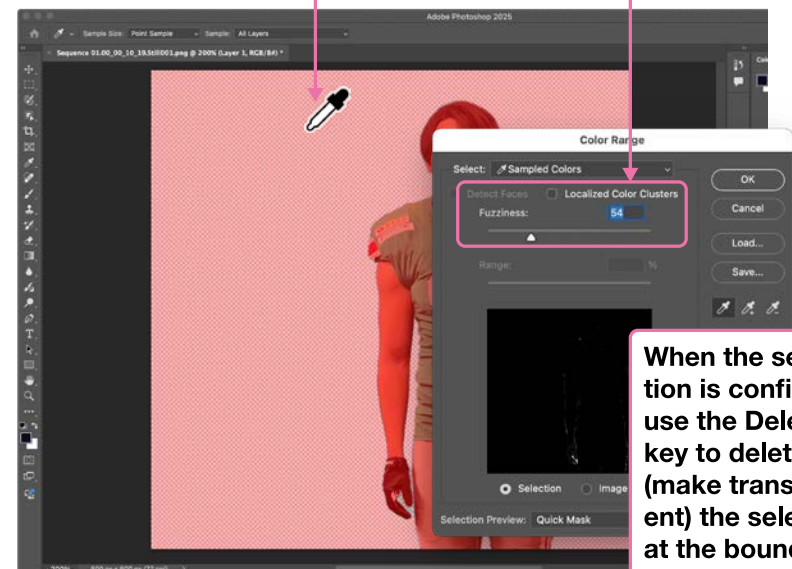 Adobe Photoshop 2025
Sample Size: Point Sample Sample: All Layers
Sequence 01.00_00_10_19.Still001.png @ 200% (Layer 1, RGB/8#) *
Color Range
Select: Sampled Colors
OK
Detect Faces Localized Color Clusters
Cancel
Fuzziness: 54
Load...
Range: %
Save...
When the se
tion is confi
use the Dele
key to delet
(make trans
ent) the sele
at the boun
Selection Image
Selection Preview: Quick Mask
200%